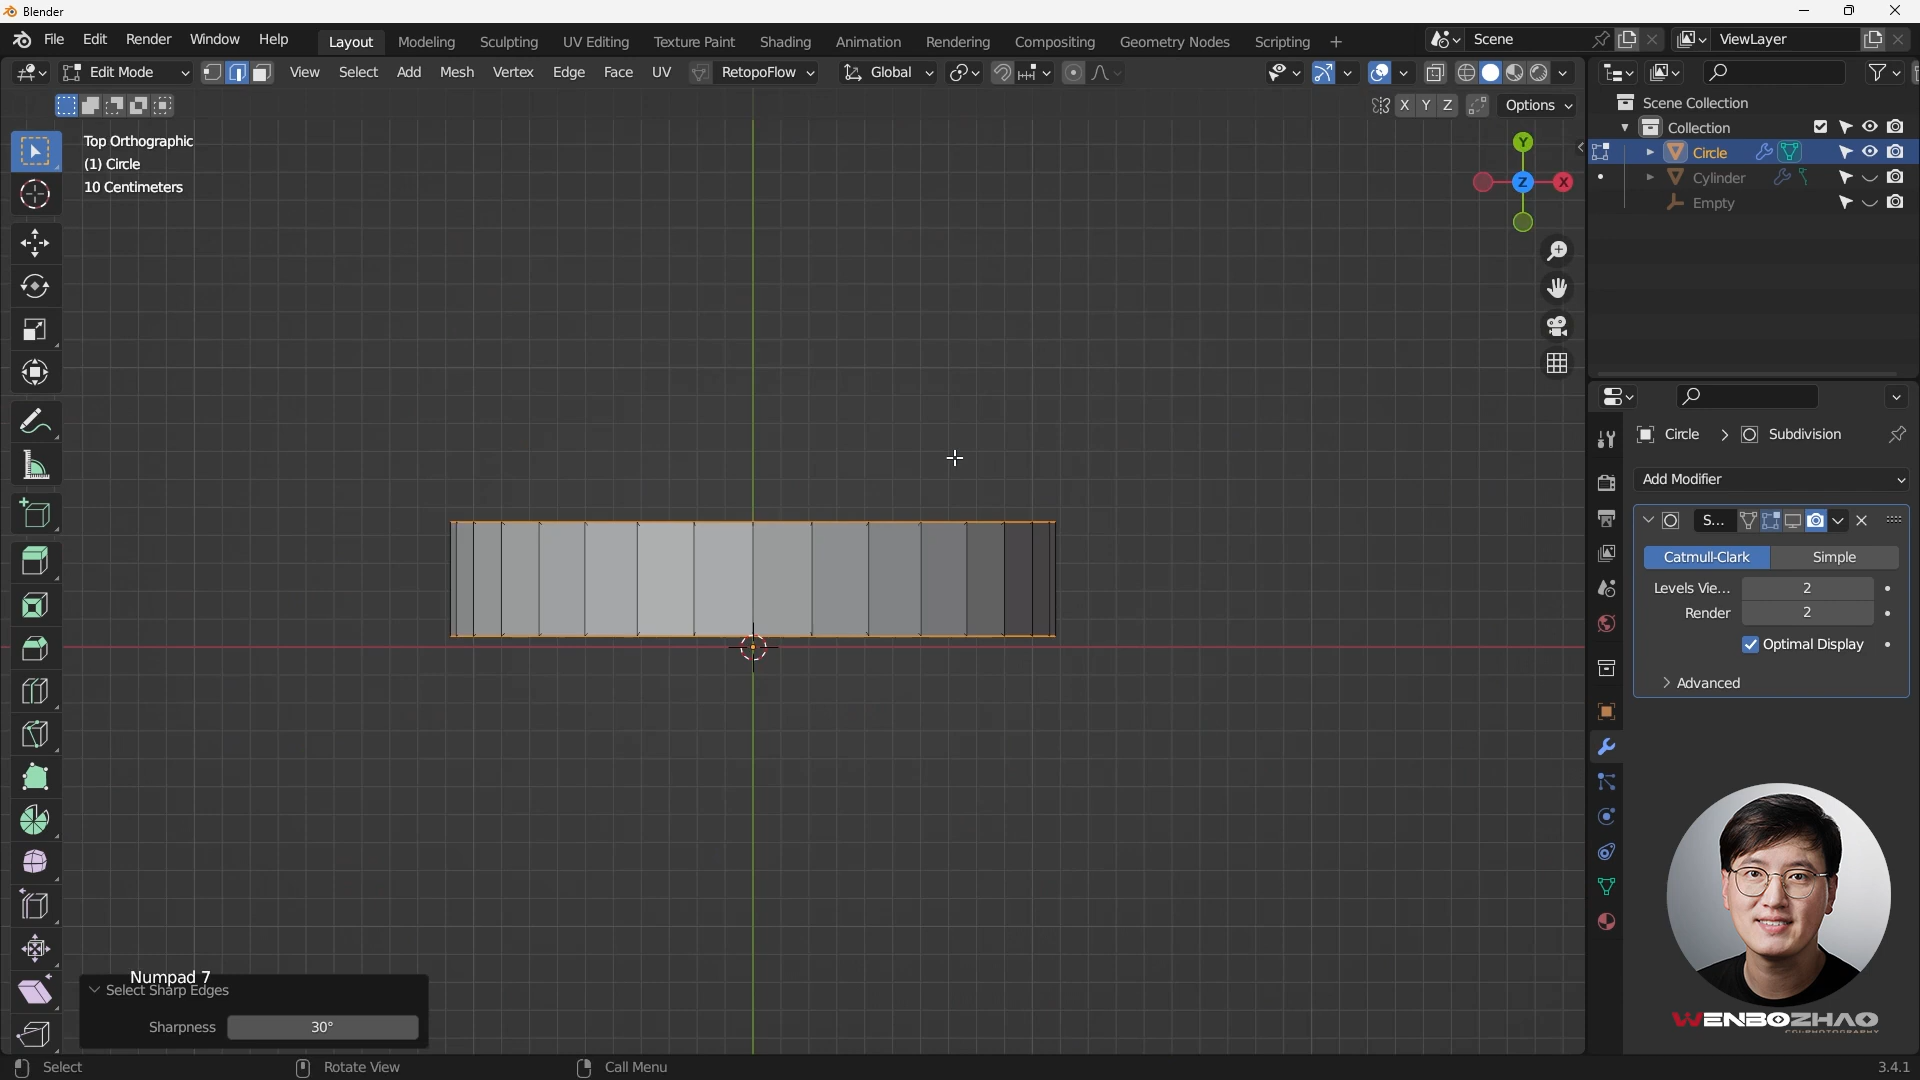 Blender
File Edit Render Window Help Layout Modeling Sculpting UV Editing Texture Paint Shading Animation Rendering Compositing Geometry Nodes Scripting + Scene ViewLayer
Edit Mode View Select Add Mesh Vertex Edge Face UV RetopoFlow Global
X Y Z Options
Top Orthographic
(1) Circle
10 Centimeters
Y
Z
X
Scene Collection
Collection
Circle
Cylinder
Empty
Circle > Subdivision
Add Modifier
S...
Catmull-Clark Simple
Levels Vie... 2
Render 2
Optimal Display
Advanced
Numpad 7
Select Sharp Edges
Sharpness 30°
WENBOZHAO
Select Rotate View Call Menu 3.4.1